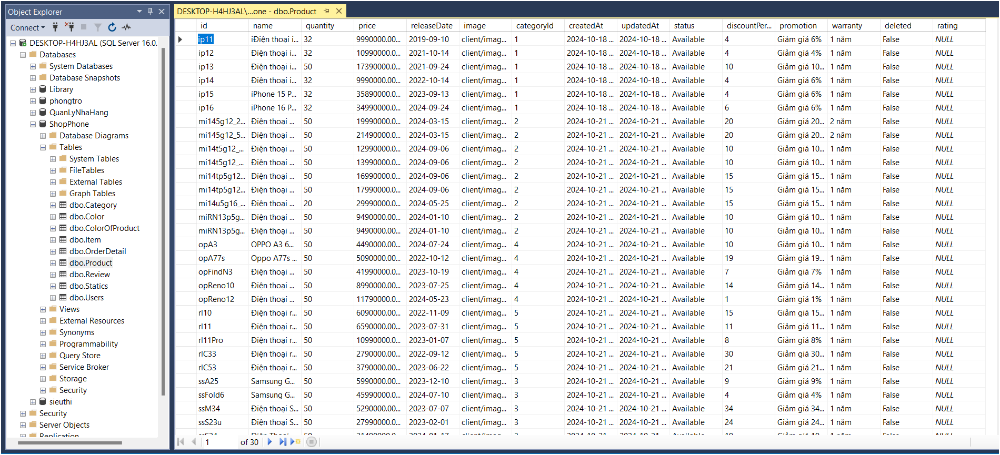 Object Explorer
Connect
DESKTOP-H4HJ3AL (SQL Server 16.0.
Databases
System Databases
Database Snapshots
Library
phongtro
QuanLyNhaHang
ShopPhone
Database Diagrams
Tables
System Tables
FileTables
External Tables
Graph Tables
dbo.Category
dbo.Color
dbo.ColorOfProduct
dbo.Item
dbo.OrderDetail
dbo.Product
dbo.Review
dbo.Statics
dbo.Users
Views
External Resources
Synonyms
Programmability
Query Store
Service Broker
Storage
Security
sieuthi
Security
Server Objects
Replication
DESKTOP-H4HJ3AL\...one - dbo.Product
id name quantity price releaseDate image categoryId createdAt updatedAt status discountPer... promotion warranty deleted rating
ip11 iĐiện thoại i... 32 9990000.00... 2019-09-10 client/imag... 1 2024-10-18 ... 2024-10-18 ... Available 4 Giảm giá 6% 1 năm False NULL
ip12 Điện thoại i... 32 10990000.0... 2021-10-14 client/imag... 1 2024-10-18 ... 2024-10-18 ... Available 4 Giảm giá 4% 1 năm False NULL
ip13 Điện thoại i... 50 17390000.0... 2021-09-24 client/imag... 1 2024-10-18 ... 2024-10-18 ... Available 10 Giảm giá 10... 1 năm False NULL
ip14 Điện thoại i... 32 9990000.00... 2022-10-14 client/imag... 1 2024-10-18 ... 2024-10-18 ... Available 4 Giảm giá 6% 1 năm False NULL
ip15 iPhone 15 P... 32 35890000.0... 2023-09-13 client/imag... 1 2024-10-18 ... 2024-10-18 ... Available 4 Giảm giá 6% 1 năm False NULL
ip16 iPhone 16 P... 32 34990000.0... 2024-09-24 client/imag... 1 2024-10-18 ... 2024-10-18 ... Available 6 Giảm giá 6% 1 năm False NULL
mi145g12_2... Điện thoại ... 50 19990000.0... 2024-03-15 client/imag... 2 2024-10-21 ... 2024-10-21 ... Available 20 Giảm giá 20... 2 năm False NULL
mi145g12_5... Điện thoại ... 50 21490000.0... 2024-03-15 client/imag... 2 2024-10-21 ... 2024-10-21 ... Available 20 Giảm giá 20... 2 năm False NULL
mi14t5g12_... Điện thoại ... 50 12990000.0... 2024-09-06 client/imag... 2 2024-10-21 ... 2024-10-21 ... Available 10 Giảm giá 10... 1 năm False NULL
mi14t5g12_... Điện thoại ... 50 13990000.0... 2024-09-06 client/imag... 2 2024-10-21 ... 2024-10-21 ... Available 10 Giảm giá 10... 1 năm False NULL
mi14tp5g12... Điện thoại ... 50 16990000.0... 2024-09-06 client/imag... 2 2024-10-21 ... 2024-10-21 ... Available 15 Giảm giá 15... 1 năm False NULL
mi14tp5g12... Điện thoại ... 50 17990000.0... 2024-09-06 client/imag... 2 2024-10-21 ... 2024-10-21 ... Available 15 Giảm giá 15... 1 năm False NULL
mi14u5g16_... Điện thoại ... 20 29990000.0... 2024-05-25 client/imag... 2 2024-10-21 ... 2024-10-21 ... Available 15 Giảm giá 15... 1 năm False NULL
miRN13p5g... Điện thoại ... 50 9490000.00... 2024-01-10 client/imag... 2 2024-10-21 ... 2024-10-21 ... Available 10 Giảm giá 10... 1 năm False NULL
miRN13p5g... Điện thoại ... 50 9490000.00... 2024-01-10 client/imag... 2 2024-10-21 ... 2024-10-21 ... Available 10 Giảm giá 10... 1 năm False NULL
opA3 OPPO A3 6... 50 4490000.00... 2024-07-24 client/imag... 4 2024-10-21 ... 2024-10-21 ... Available 10 Giảm giá 10... 1 năm False NULL
opA77s Oppo A77s ... 50 5090000.00... 2022-10-12 client/imag... 4 2024-10-21 ... 2024-10-21 ... Available 19 Giảm giá 19... 1 năm False NULL
opFindN3 Điện thoại ... 50 41990000.0... 2023-10-19 client/imag... 4 2024-10-21 ... 2024-10-21 ... Available 7 Giảm giá 7% 1 năm False NULL
opReno10 Điện thoại ... 50 8990000.00... 2023-07-25 client/imag... 4 2024-10-21 ... 2024-10-21 ... Available 14 Giảm giá 14... 1 năm False NULL
opReno12 Điện thoại ... 50 11790000.0... 2024-05-23 client/imag... 4 2024-10-21 ... 2024-10-21 ... Available 1 Giảm giá 1% 1 năm False NULL
rl10 Điện thoại r... 50 6090000.00... 2022-11-09 client/imag... 5 2024-10-21 ... 2024-10-21 ... Available 15 Giảm giá 15... 1 năm False NULL
rl11 Điện thoại r... 50 6590000.00... 2023-07-31 client/imag... 5 2024-10-21 ... 2024-10-21 ... Available 11 Giảm giá 11... 1 năm False NULL
rl11Pro Điện thoại r... 50 10990000.0... 2023-01-07 client/imag... 5 2024-10-21 ... 2024-10-21 ... Available 8 Giảm giá 8% 1 năm False NULL
rlC33 Điện thoại r... 50 2790000.00... 2022-09-12 client/imag... 5 2024-10-21 ... 2024-10-21 ... Available 30 Giảm giá 30... 1 năm False NULL
rlC53 Điện thoại r... 50 3790000.00... 2023-06-22 client/imag... 5 2024-10-21 ... 2024-10-21 ... Available 21 Giảm giá 21... 1 năm False NULL
ssA25 Samsung G... 50 5990000.00... 2023-12-10 client/imag... 3 2024-10-21 ... 2024-10-21 ... Available 9 Giảm giá 9% 1 năm False NULL
ssFold6 Samsung G... 50 45990000.0... 2024-07-10 client/imag... 3 2024-10-21 ... 2024-10-21 ... Available 4 Giảm giá 4% 1 năm False NULL
ssM34 Điện thoại S... 50 5290000.00... 2023-07-07 client/imag... 3 2024-10-21 ... 2024-10-21 ... Available 34 Giảm giá 34... 1 năm False NULL
ssS23u Điện thoại S... 50 27990000.0... 2023-02-01 client/imag... 3 2024-10-21 ... 2024-10-21 ... Available 24 Giảm giá 24... 1 năm False NULL
1 of 30